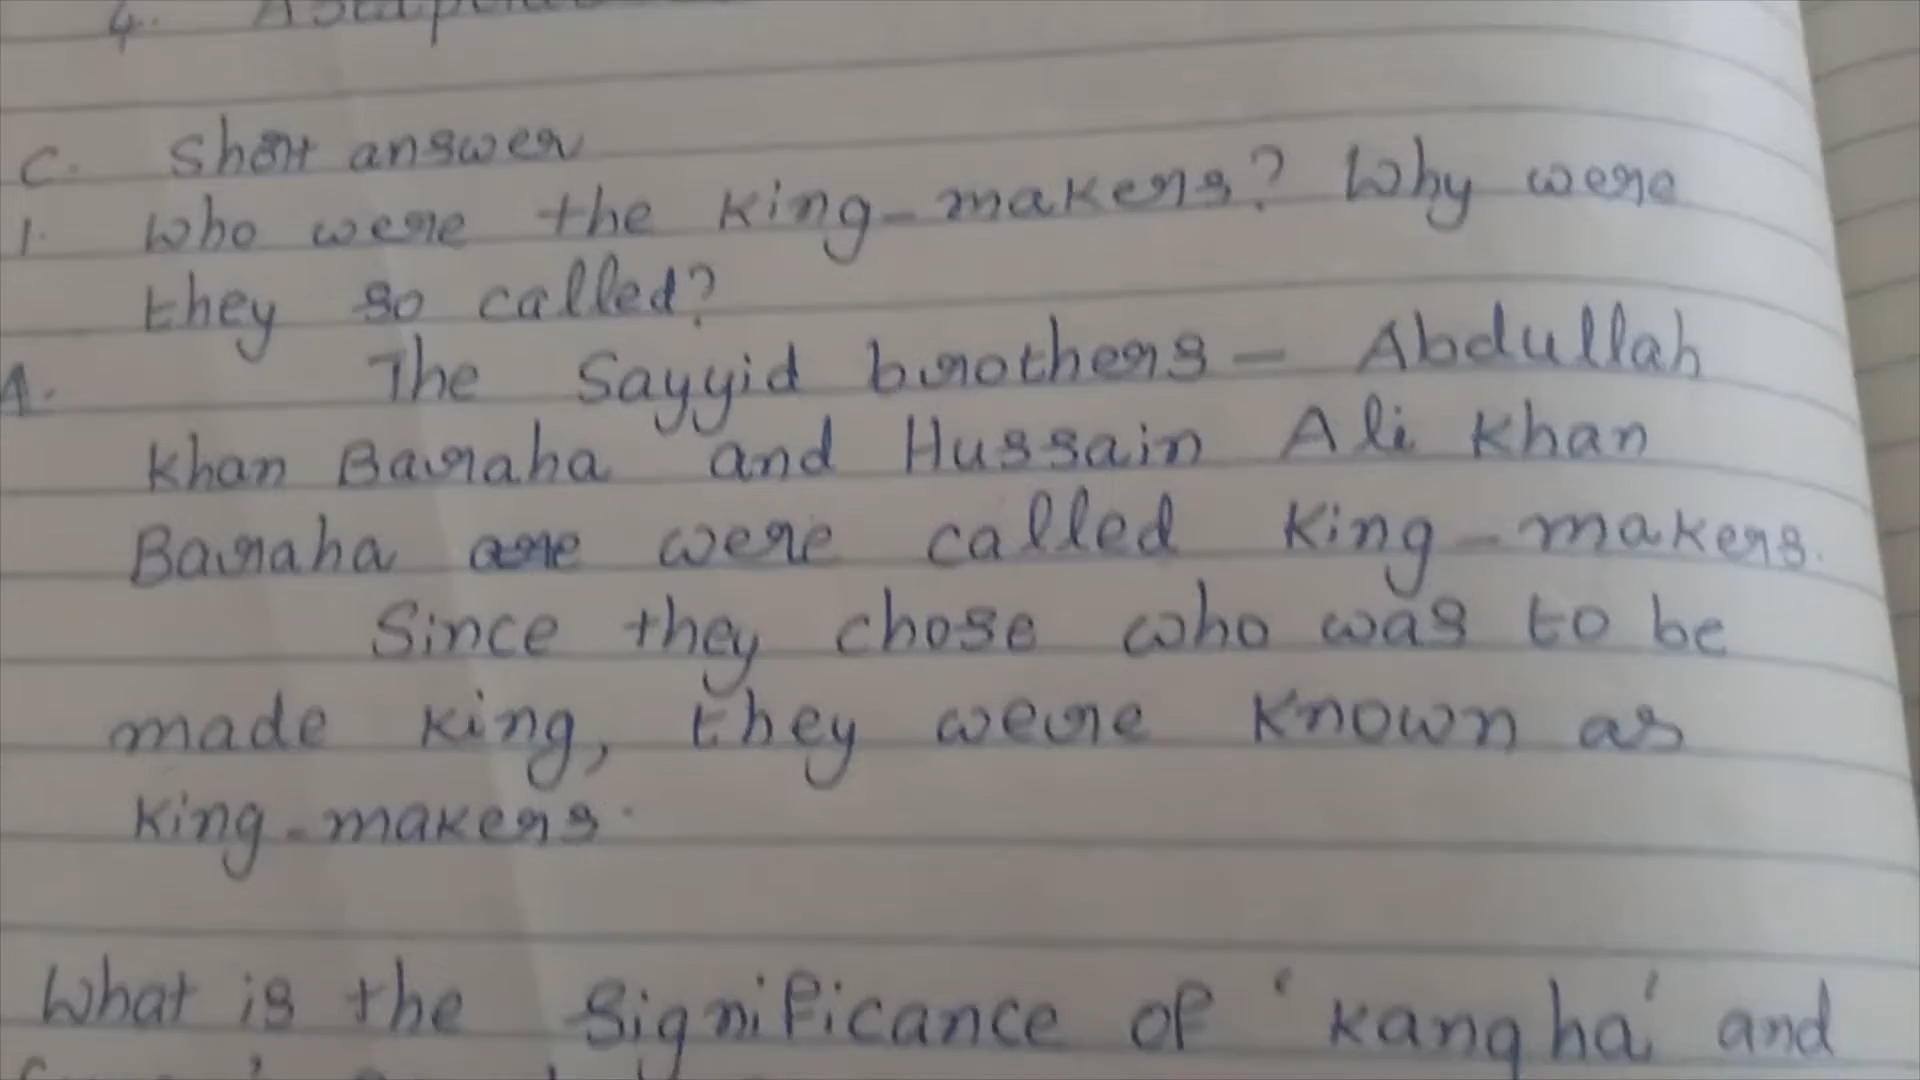 4.
C. Short answer
1. Who were the king-makers? Why were
they so called?
A. The Sayyid brothers - Abdullah
Khan Baraha and Hussain Ali Khan
Baraha are were called king-makers.
Since they chose who was to be
made king, they were known as
king-makers.
What is the significance of 'kangha' and